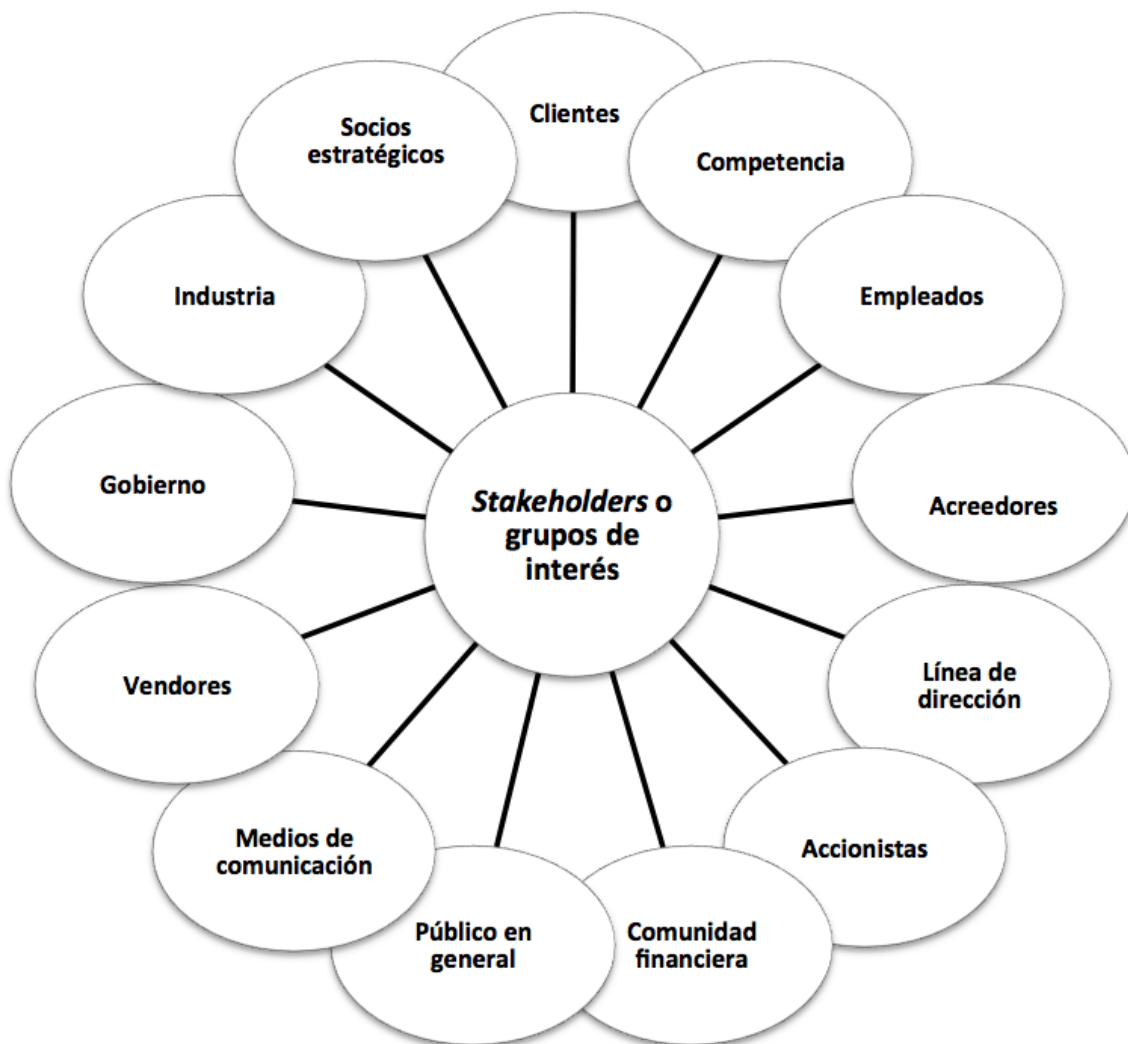 Clientes
Competencia
Empleados
Acreedores
Línea de
dirección
Accionistas
Comunidad
financiera
Público en
general
Medios de
comunicación
Vendores
Gobierno
Industria
Socios
estratégicos
Stakeholders o
grupos de
interés